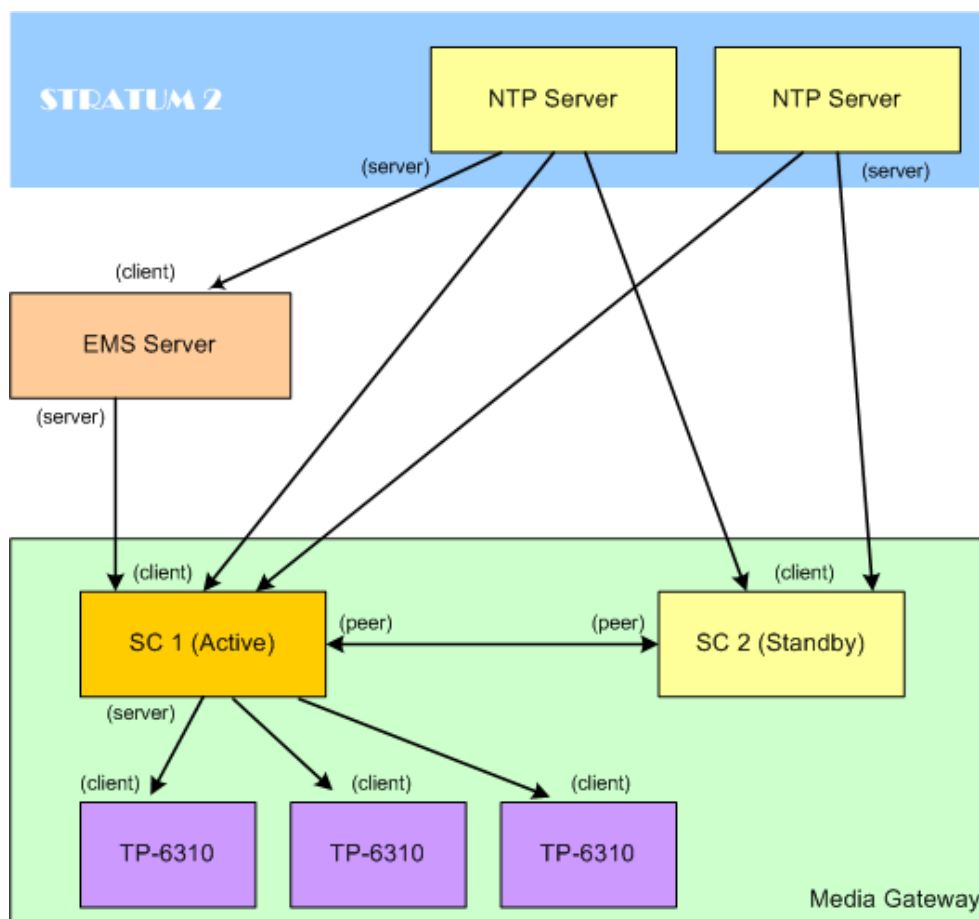 STRATUM 2
NTP Server
NTP Server
(server)
(server)
(client)
EMS Server
(server)
(client)
(client)
SC 1 (Active)
(peer)
(peer)
SC 2 (Standby)
(server)
(client)
(client)
(client)
TP-6310
TP-6310
TP-6310
Media Gateway